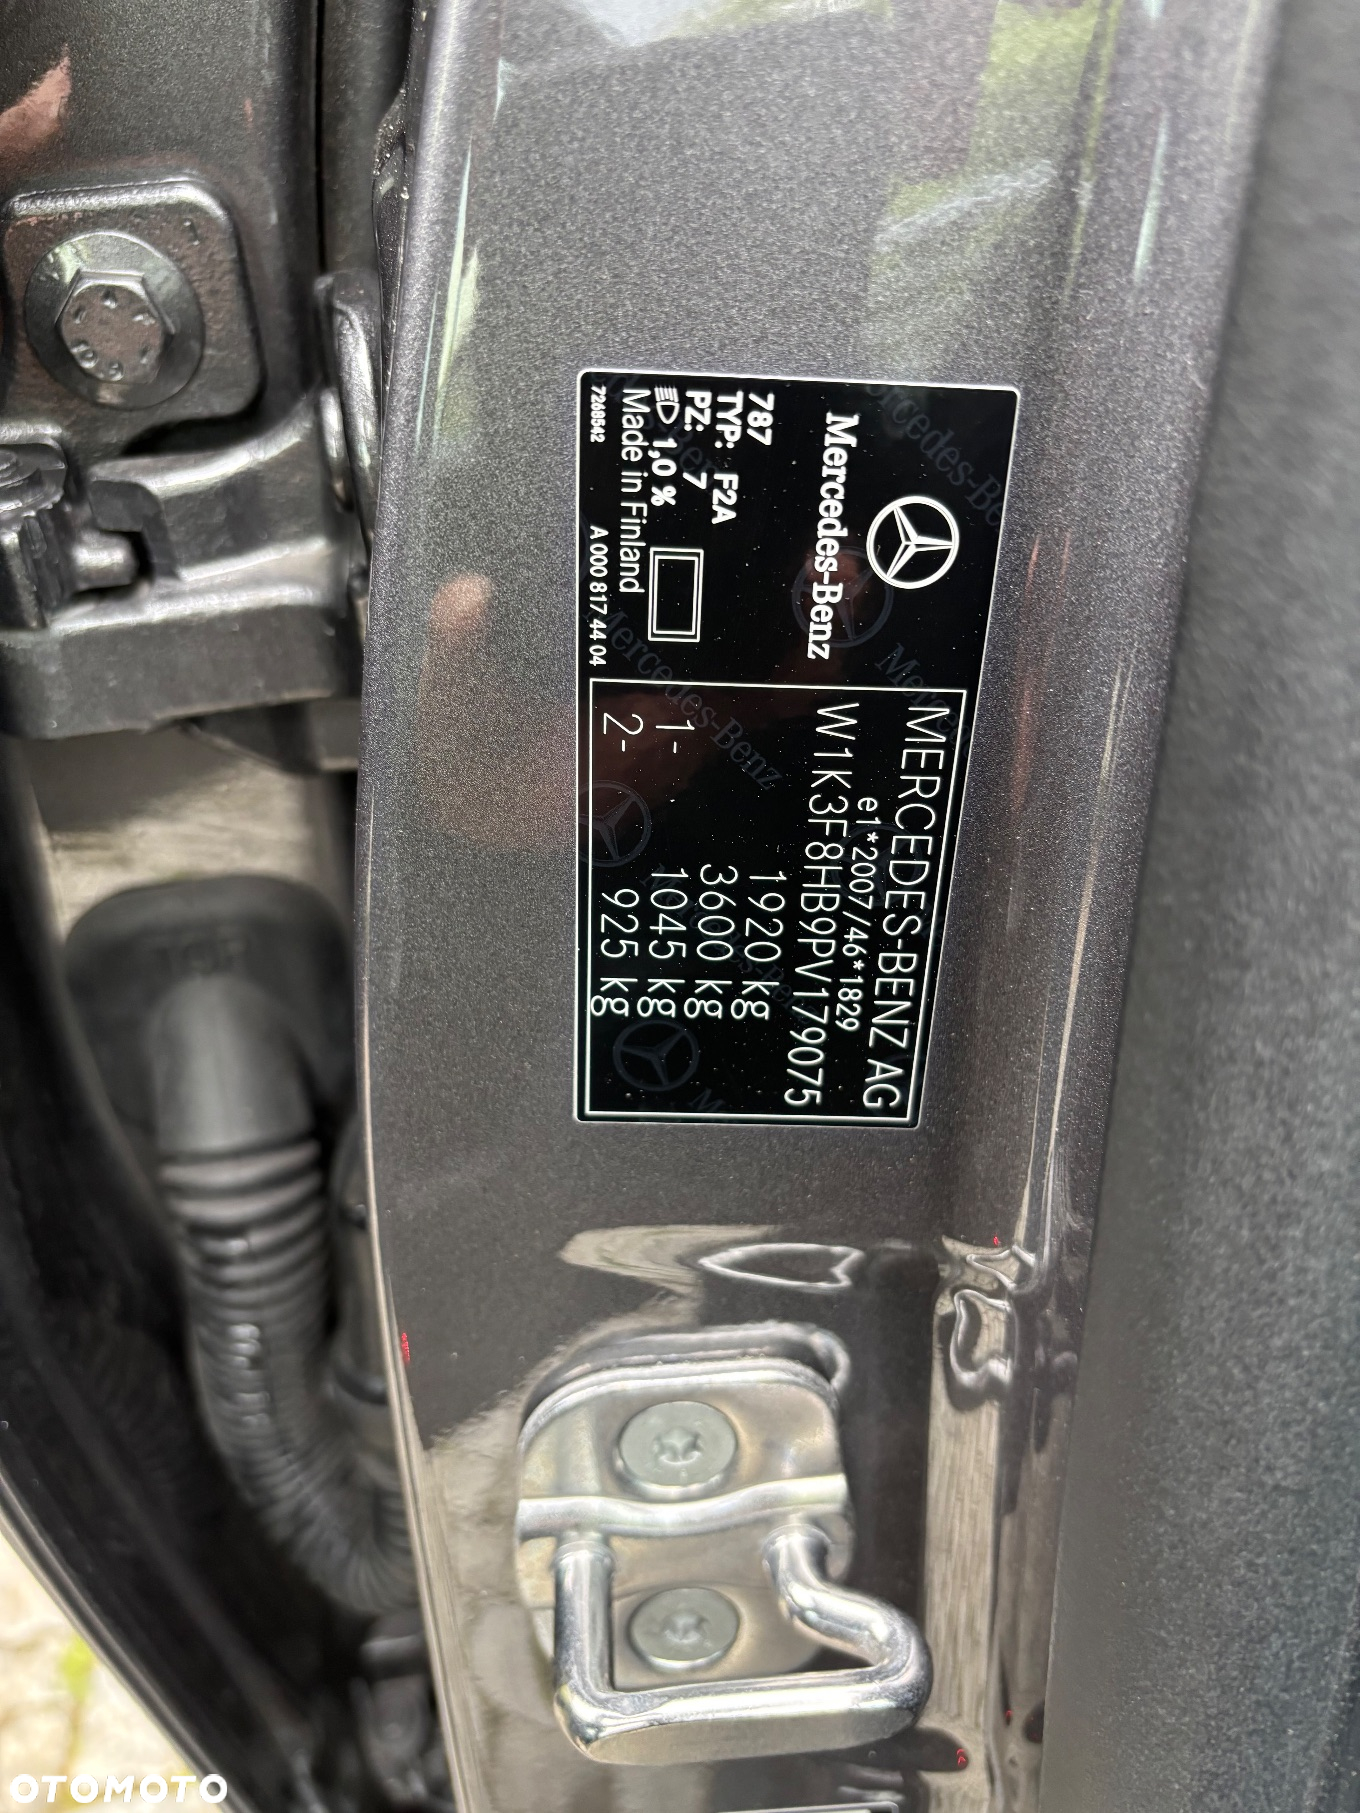 Mercedes-Benz
787
TYP: F2A
PZ: 7
1,0 %
Made in Finland
7268542 A 000 817 44 04
MERCEDES-BENZ AG
e1*2007/46*1829
W1K3F8HB9PV179075
1920 kg
3600 kg
1- 1045 kg
2- 925 kg
OTOMOTO